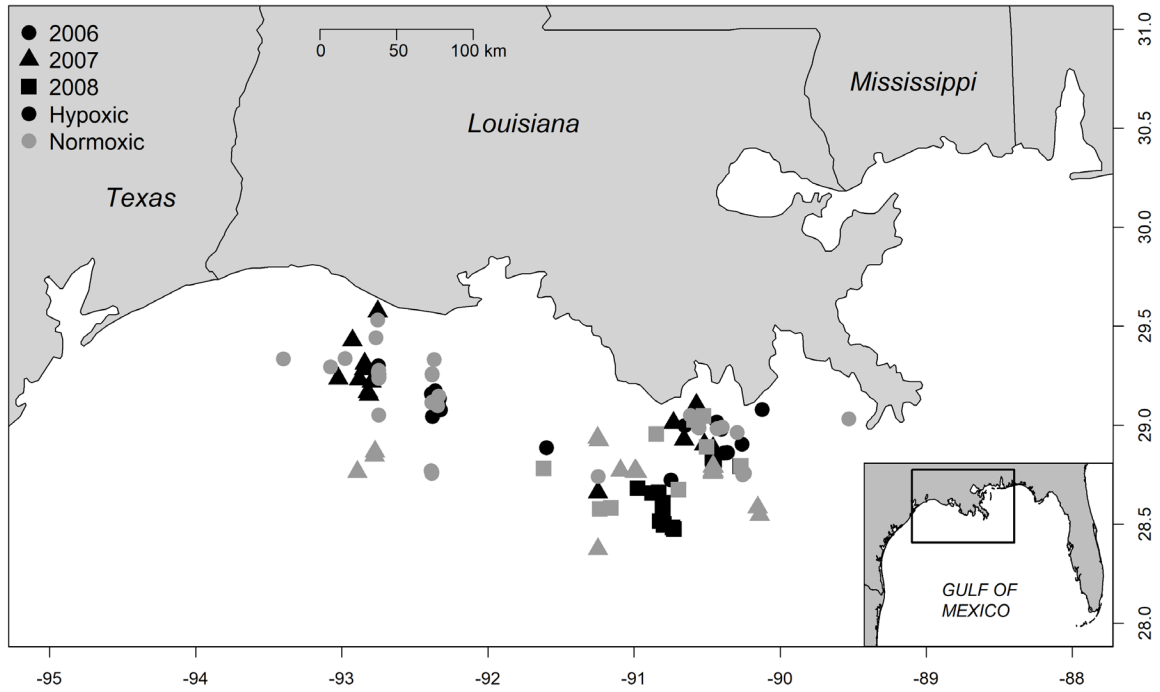 2006
2007
2008
Hypoxic
Normoxic
0 50 100 km
Texas
Louisiana
Mississippi
31.0
30.5
30.0
29.5
29.0
28.5
28.0
GULF OF
MEXICO
-95 -94 -93 -92 -91 -90 -89 -88